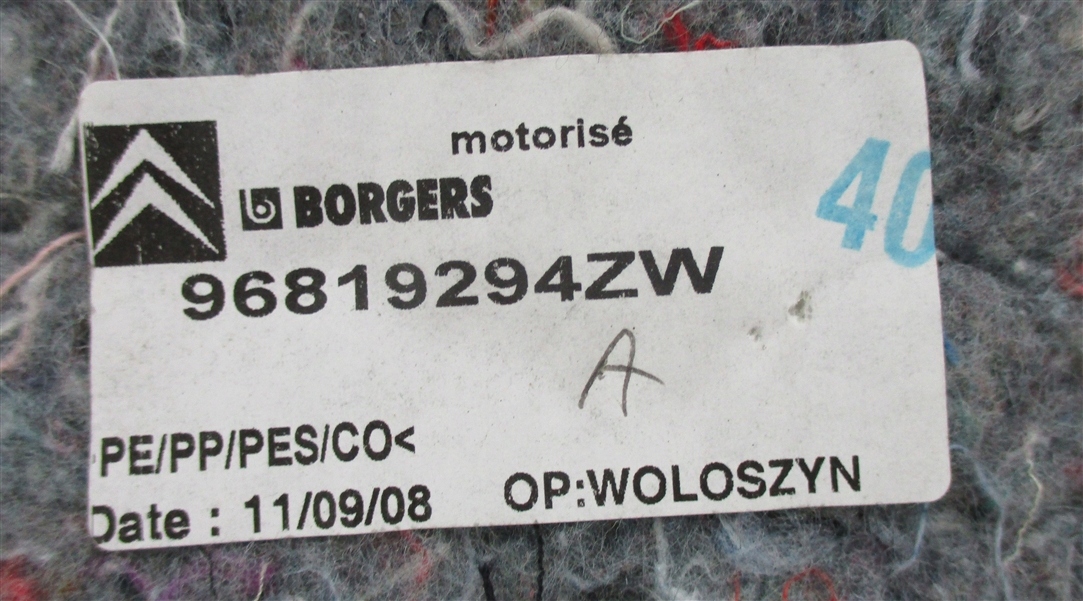 motorisé
BORGERS
40
96819294ZW
A
PE/PP/PES/CO<
Date : 11/09/08
OP:WOLOSZYN